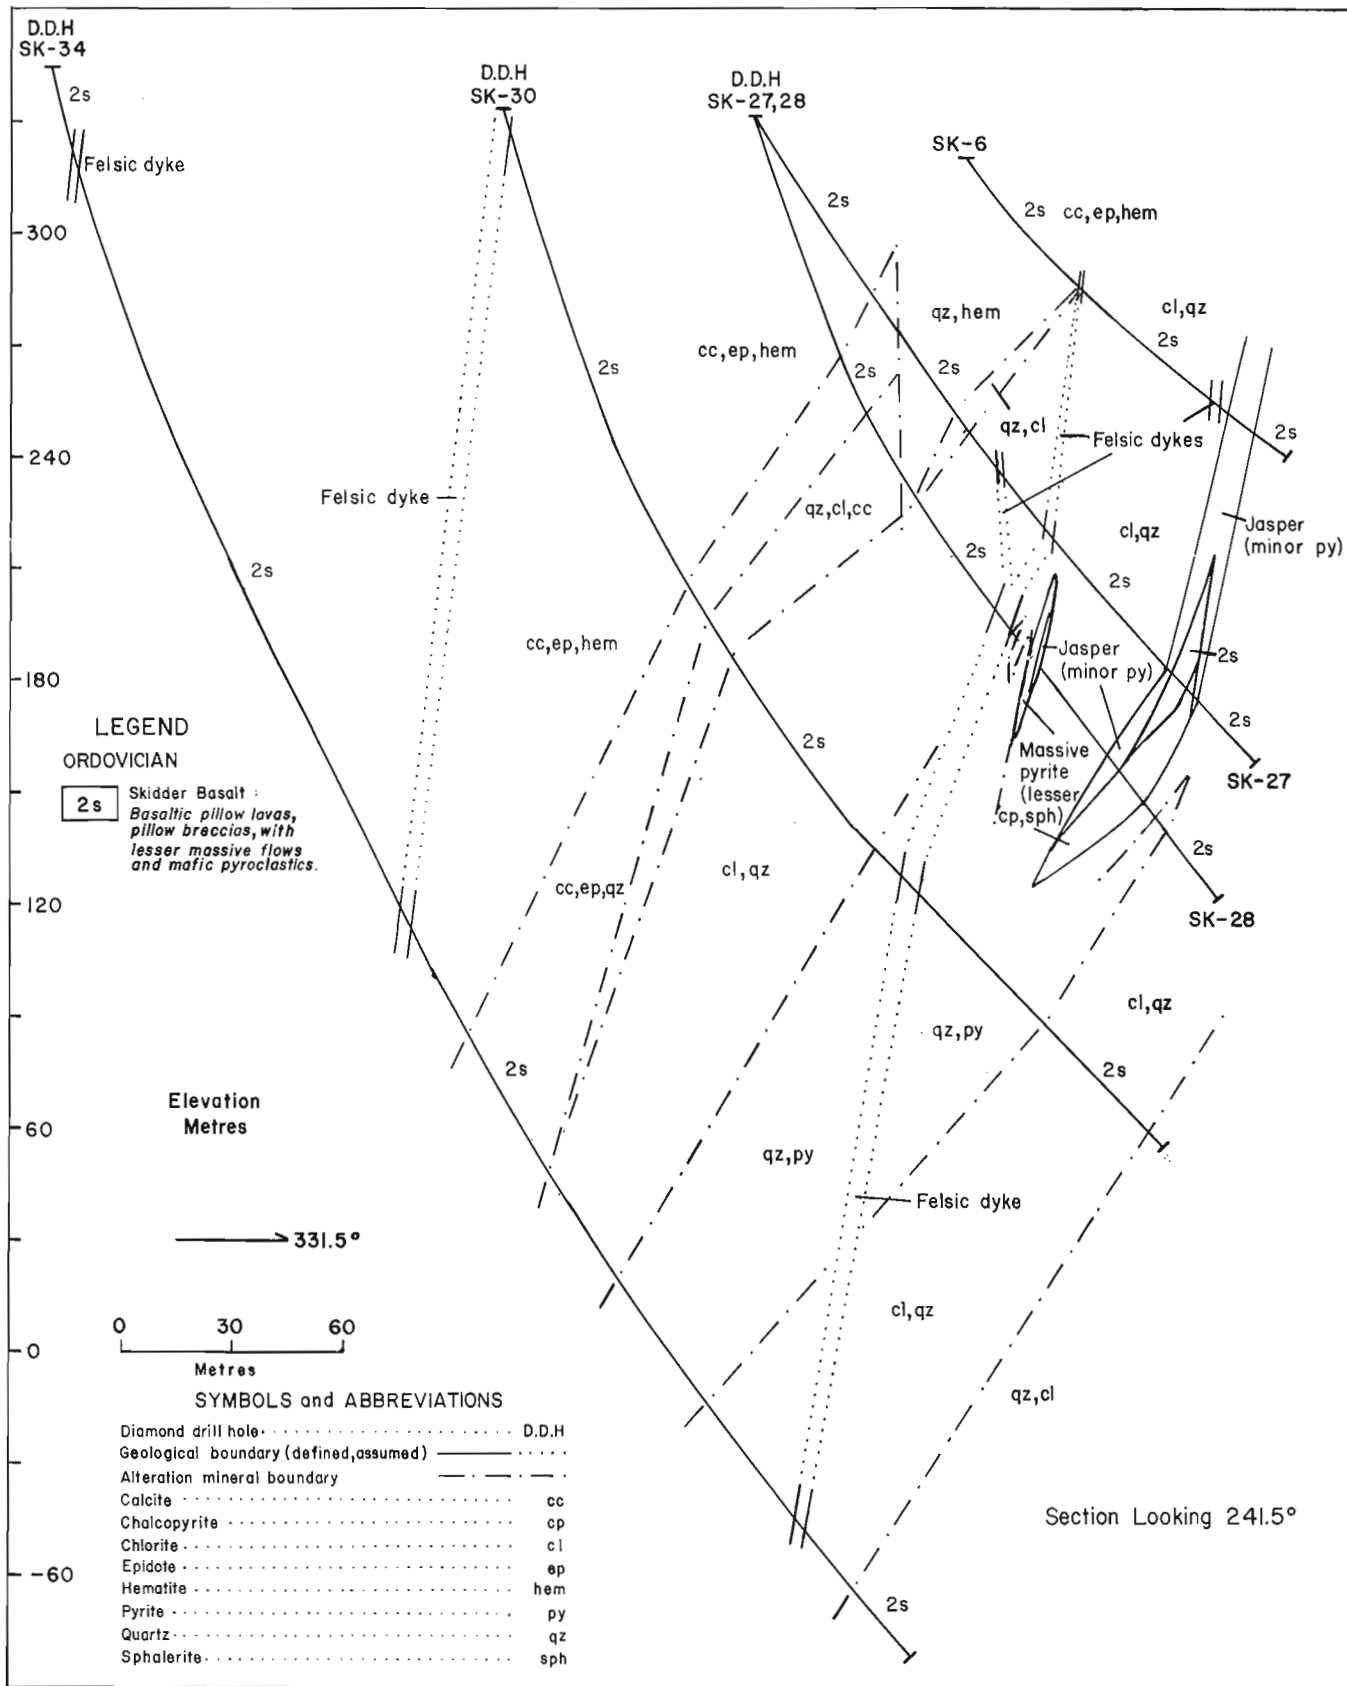 D.D.H
SK-34
2s
Felsic dyke
D.D.H
SK-30
D.D.H
SK-27,28
SK-6
2s
2s
cc,ep,hem
300
qz,hem
cl,qz
2s
cc,ep,hem
2s
2s
2s
qz,cl
Felsic dykes
2s
240
Felsic dyke
qz,cl,cc
cl,qz
Jasper
(minor py)
2s
2s
2s
cc,ep,hem
Jasper
(minor py)
2s
180
2s
2s
LEGEND
ORDOVICIAN
2s
Skidder Basalt :
Basaltic pillow lavas,
pillow breccias, with
lesser massive flows
and mafic pyroclastics.
Massive
pyrite
(lesser
cp,sph)
SK-27
2s
cl,qz
cc,ep,qz
120
SK-28
cl,qz
qz,py
2s
2s
Elevation
Metres
60
qz,py
Felsic dyke
331.5°
cl,qz
0 30 60
Metres
0
qz,cl
SYMBOLS and ABBREVIATIONS
Diamond drill hole D.D.H
Geological boundary (defined,assumed)
Alteration mineral boundary
Calcite cc
Chalcopyrite cp
Chlorite cl
Epidote ep
Hematite hem
Pyrite py
Quartz qz
Sphalerite sph
Section Looking 241.5°
-60
2s